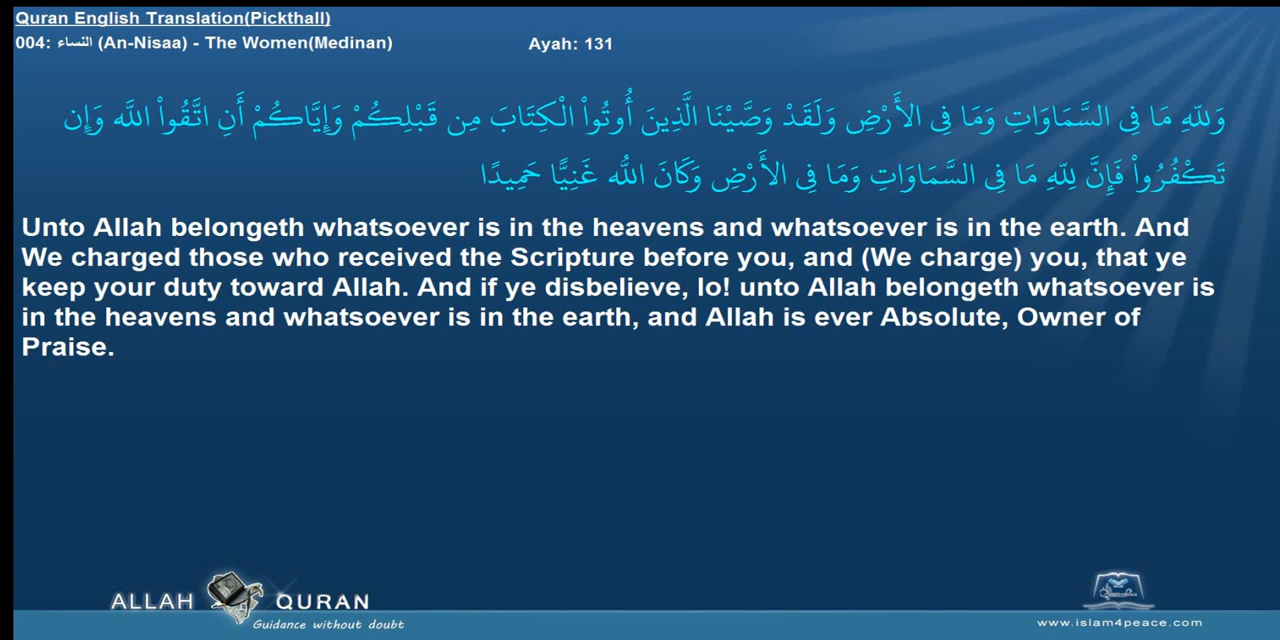 Quran English Translation(Pickthall)
004: النساء (An-Nisaa) - The Women(Medinan)
Ayah: 131
وَلِلّهِ مَا فِي السَّمَاوَاتِ وَمَا فِي الأَرْضِ وَلَقَدْ وَصَّيْنَا الَّذِينَ أُوتُواْ الْكِتَابَ مِن قَبْلِكُمْ وَإِيَّاكُمْ أَنِ اتَّقُواْ اللّهَ وَإِن
تَكْفُرُواْ فَإِنَّ لِلّهِ مَا فِي السَّمَاوَاتِ وَمَا فِي الأَرْضِ وَكَانَ اللّهُ غَنِيًّا حَمِيدًا
Unto Allah belongeth whatsoever is in the heavens and whatsoever is in the earth. And
We charged those who received the Scripture before you, and (We charge) you, that ye
keep your duty toward Allah. And if ye disbelieve, lo! unto Allah belongeth whatsoever is
in the heavens and whatsoever is in the earth, and Allah is ever Absolute, Owner of
Praise.
ALLAH QURAN
Guidance without doubt
www.islam4peace.com